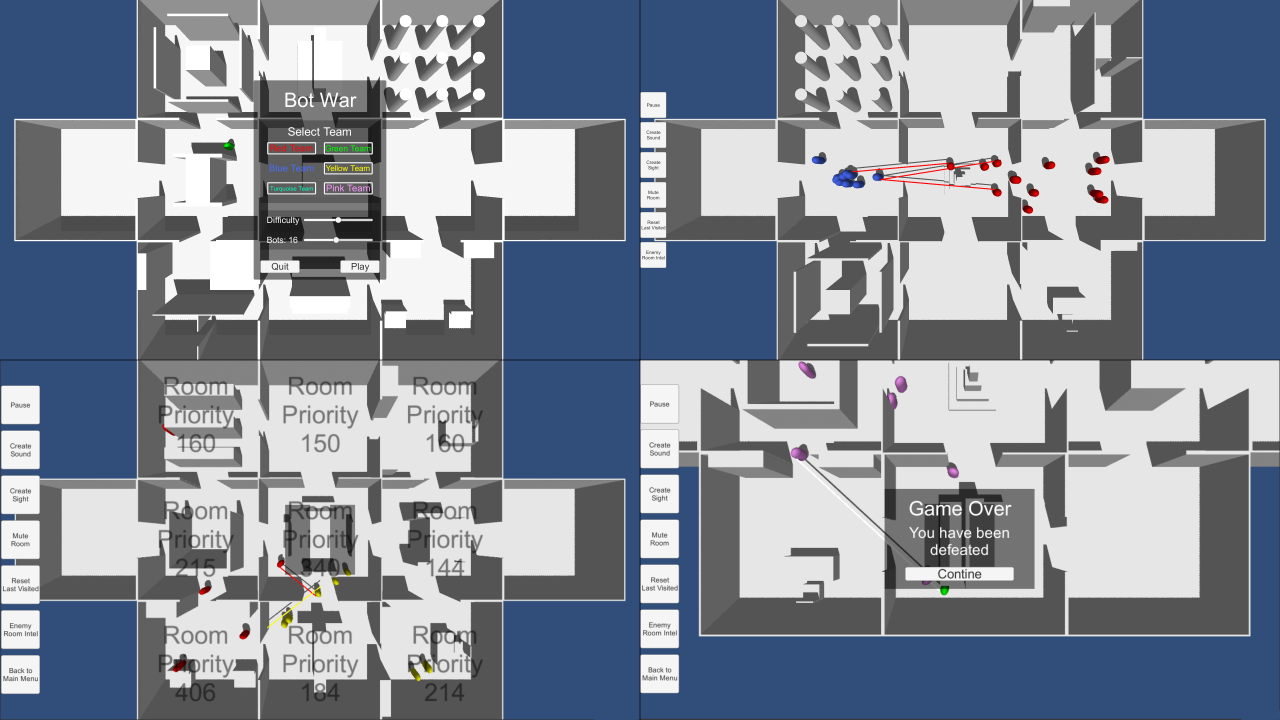 Bot War
Select Team
Red Team Green Team
Blue Team Yellow Team
Turquoise Team Pink Team
Difficulty
Bots: 16
Quit Play
Pause
Create
Sound
Create
Sight
Mute
Room
Reset
Last Visited
Enemy
Room Intel
Pause
Create
Sound
Create
Sight
Mute
Room
Reset
Last Visited
Enemy
Room Intel
Back to
Main Menu
Room
Priority
160
Room
Priority
150
Room
Priority
160
Room
Priority
215
Room
Priority
340
Room
Priority
144
Room
Priority
406
Room
Priority
184
Room
Priority
214
Pause
Create
Sound
Create
Sight
Mute
Room
Reset
Last Visited
Enemy
Room Intel
Back to
Main Menu
Game Over
You have been
defeated
Contine